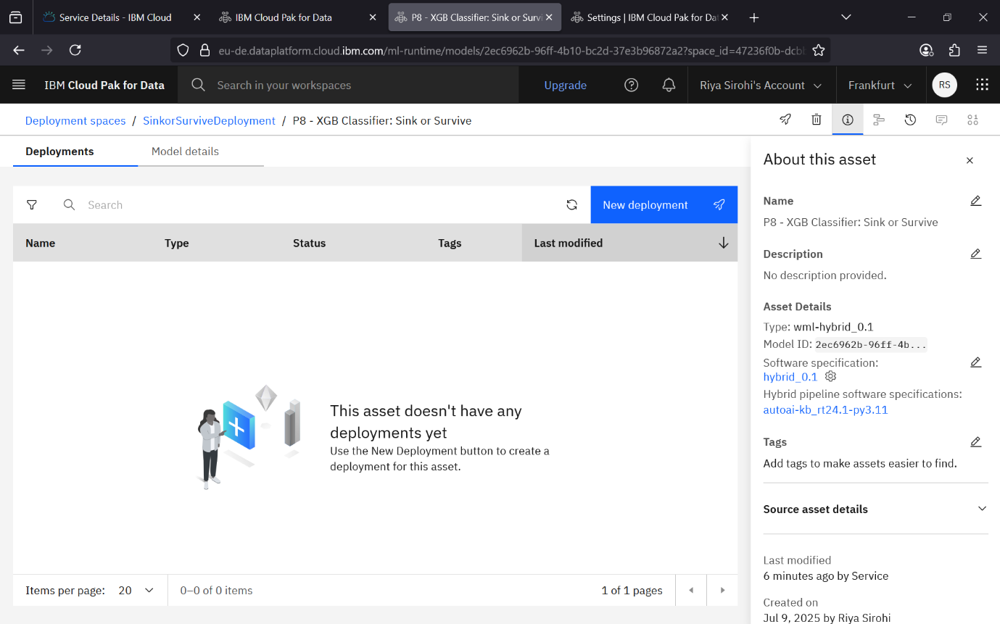 Service Details - IBM Cloud
IBM Cloud Pak for Data
P8 - XGB Classifier: Sink or Survi
Settings | IBM Cloud Pak for Dat
eu-de.dataplatform.cloud.ibm.com/ml-runtime/models/2ec6962b-96ff-4b10-bc2d-37e3b96872a2?space_id=47236f0b-dcbb
IBM Cloud Pak for Data
Search in your workspaces
Upgrade
Riya Sirohi's Account
Frankfurt
RS
Deployment spaces / SinkorSurviveDeployment / P8 - XGB Classifier: Sink or Survive
Deployments
Model details
Search
New deployment
Name Type Status Tags Last modified
This asset doesn't have any
deployments yet
Use the New Deployment button to create a
deployment for this asset.
Items per page: 20
0–0 of 0 items
1 of 1 pages
About this asset
Name
P8 - XGB Classifier: Sink or Survive
Description
No description provided.
Asset Details
Type: wml-hybrid_0.1
Model ID: 2ec6962b-96ff-4b...
Software specification:
hybrid_0.1
Hybrid pipeline software specifications:
autoai-kb_rt24.1-py3.11
Tags
Add tags to make assets easier to find.
Source asset details
Last modified
6 minutes ago by Service
Created on
Jul 9, 2025 by Riya Sirohi